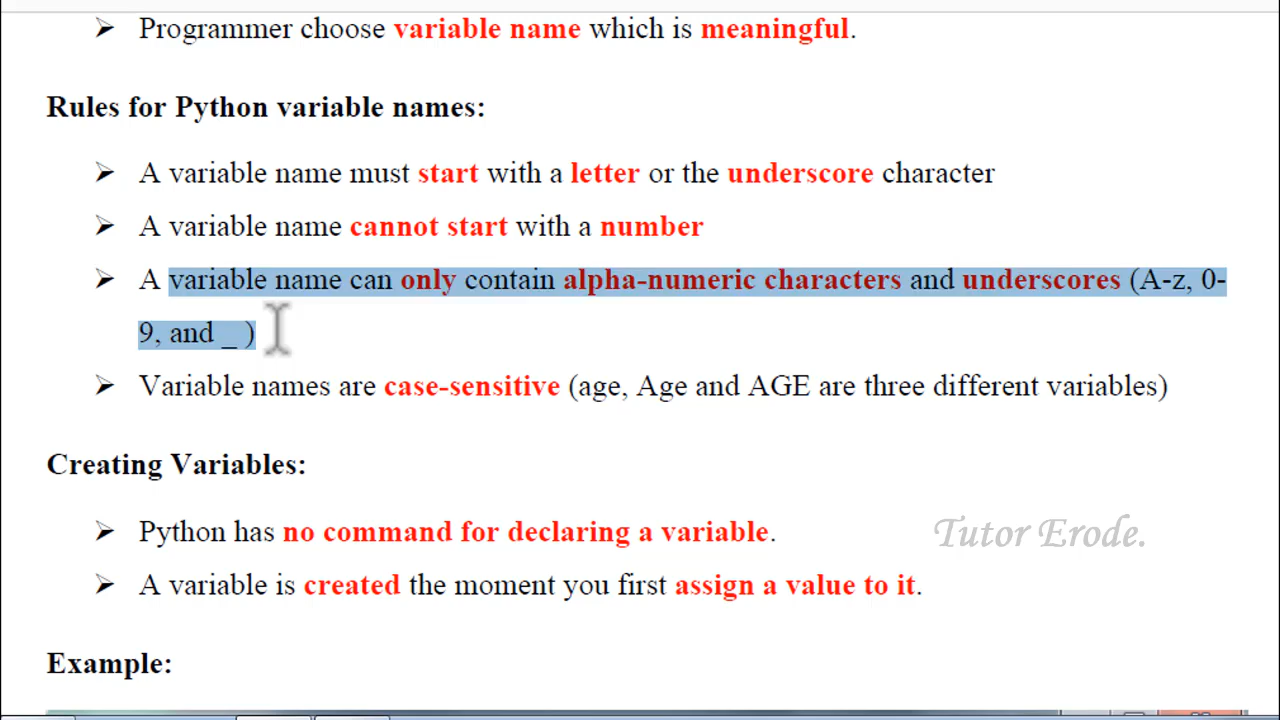 ➢ Programmer choose variable name which is meaningful.
Rules for Python variable names:
➢ A variable name must start with a letter or the underscore character
➢ A variable name cannot start with a number
➢ A variable name can only contain alpha-numeric characters and underscores (A-z, 0-
9, and _ )
➢ Variable names are case-sensitive (age, Age and AGE are three different variables)
Creating Variables:
➢ Python has no command for declaring a variable.
Tutor Erode.
➢ A variable is created the moment you first assign a value to it.
Example: